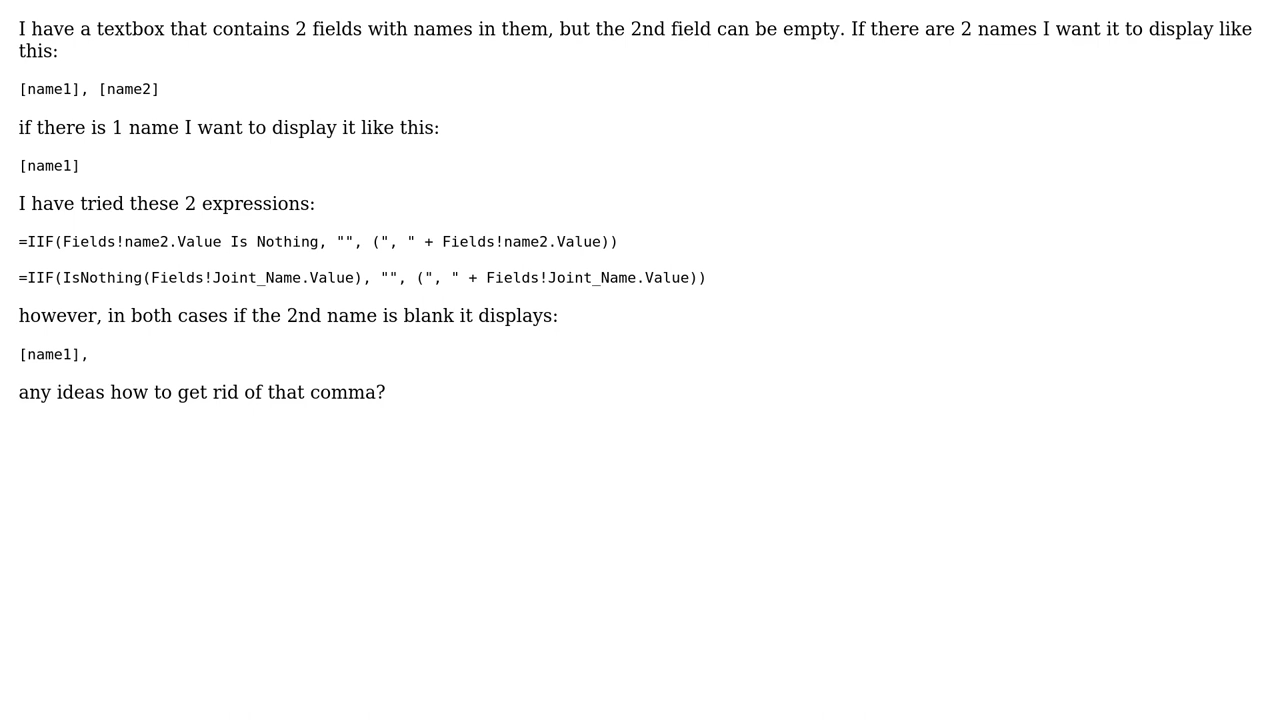 I have a textbox that contains 2 fields with names in them, but the 2nd field can be empty. If there are 2 names I want it to display like
this:
[name1], [name2]
if there is 1 name I want to display it like this:
[name1]
I have tried these 2 expressions:
=IIF(Fields!name2.Value Is Nothing, "", (", " + Fields!name2.Value))
=IIF(IsNothing(Fields!Joint_Name.Value), "", (", " + Fields!Joint_Name.Value))
however, in both cases if the 2nd name is blank it displays:
[name1],
any ideas how to get rid of that comma?